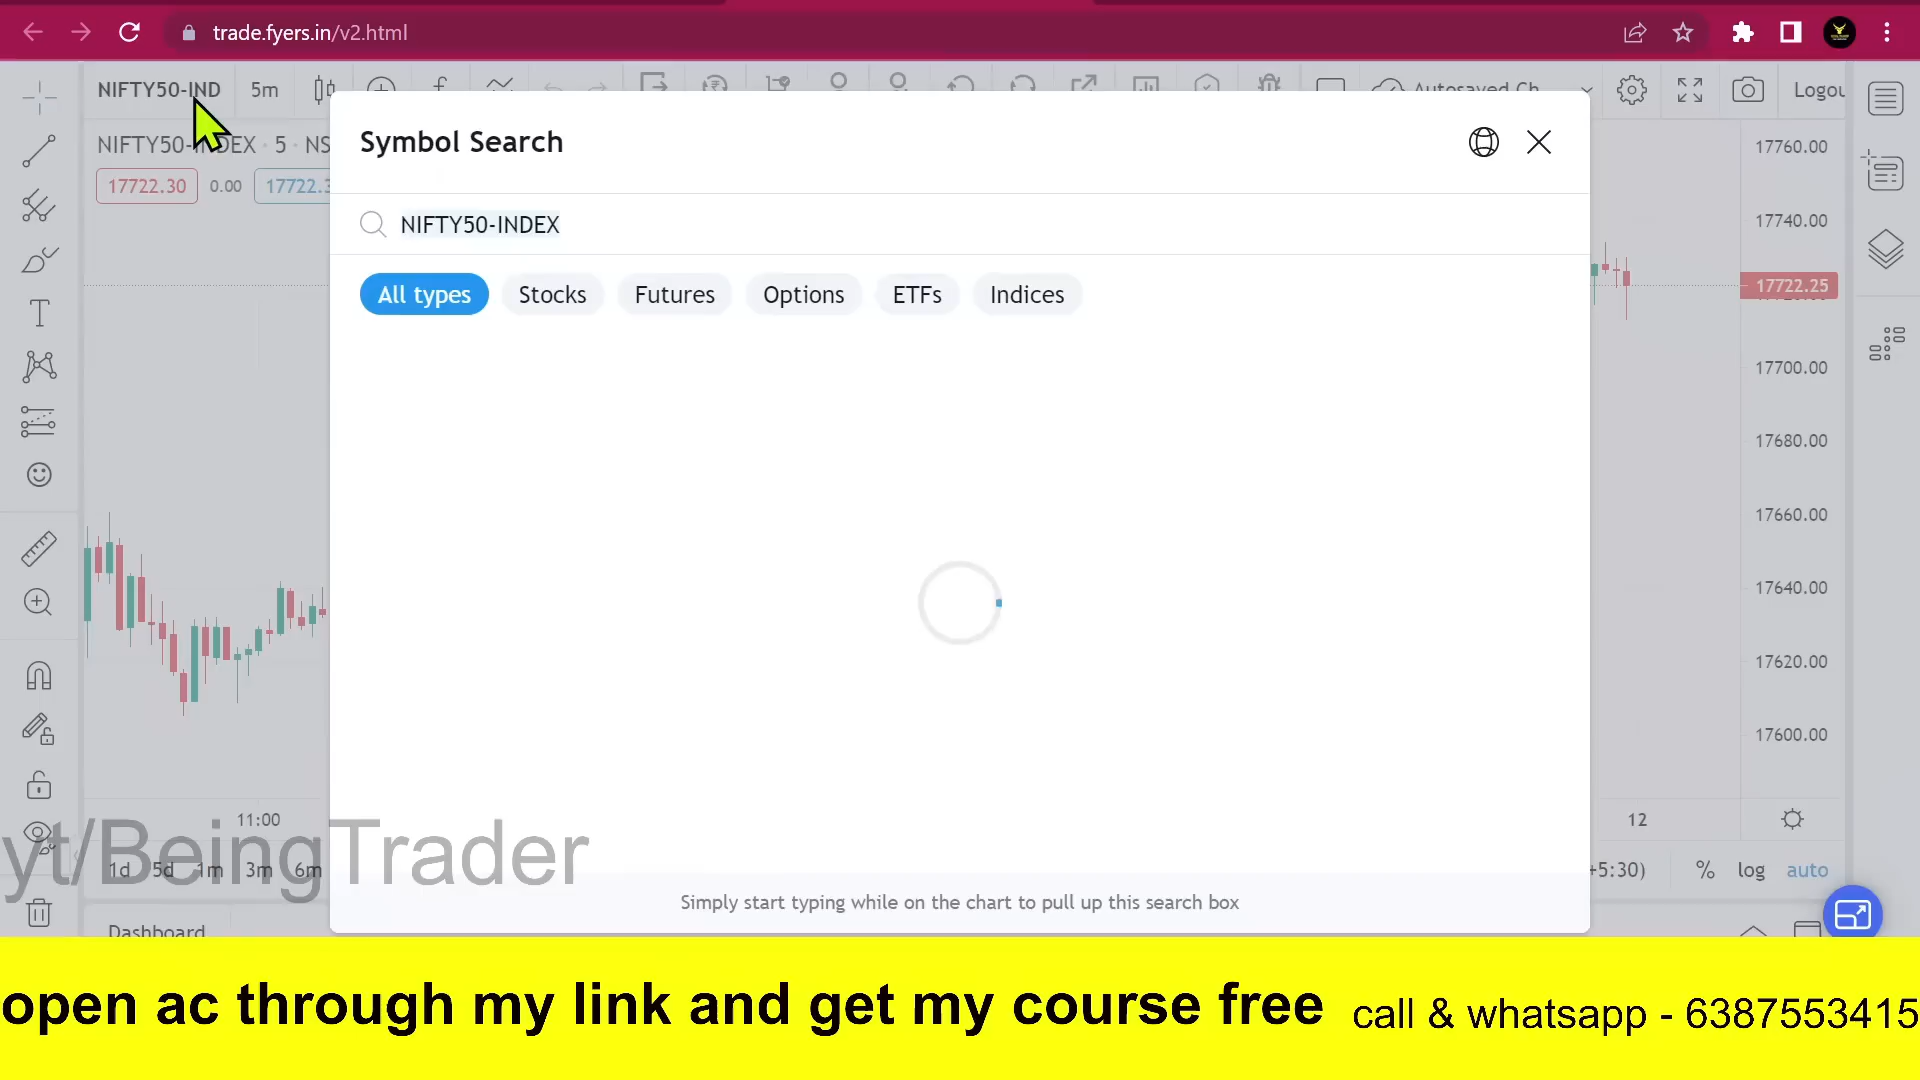 trade.fyers.in/v2.html
NIFTY50-IND 5m Autosaved Ch Logou
NIFTY50-INDEX · 5 · NS
17722.30 0.00 17722.3
Symbol Search
NIFTY50-INDEX
All types Stocks Futures Options ETFs Indices
17760.00
17740.00
17722.25
17700.00
17680.00
17660.00
17640.00
17620.00
17600.00
11:00 12
yt/BeingTrader
1d 5d 1m 3m 6m +5:30) % log auto
Simply start typing while on the chart to pull up this search box
Dashboard
open ac through my link and get my course free call & whatsapp - 6387553415